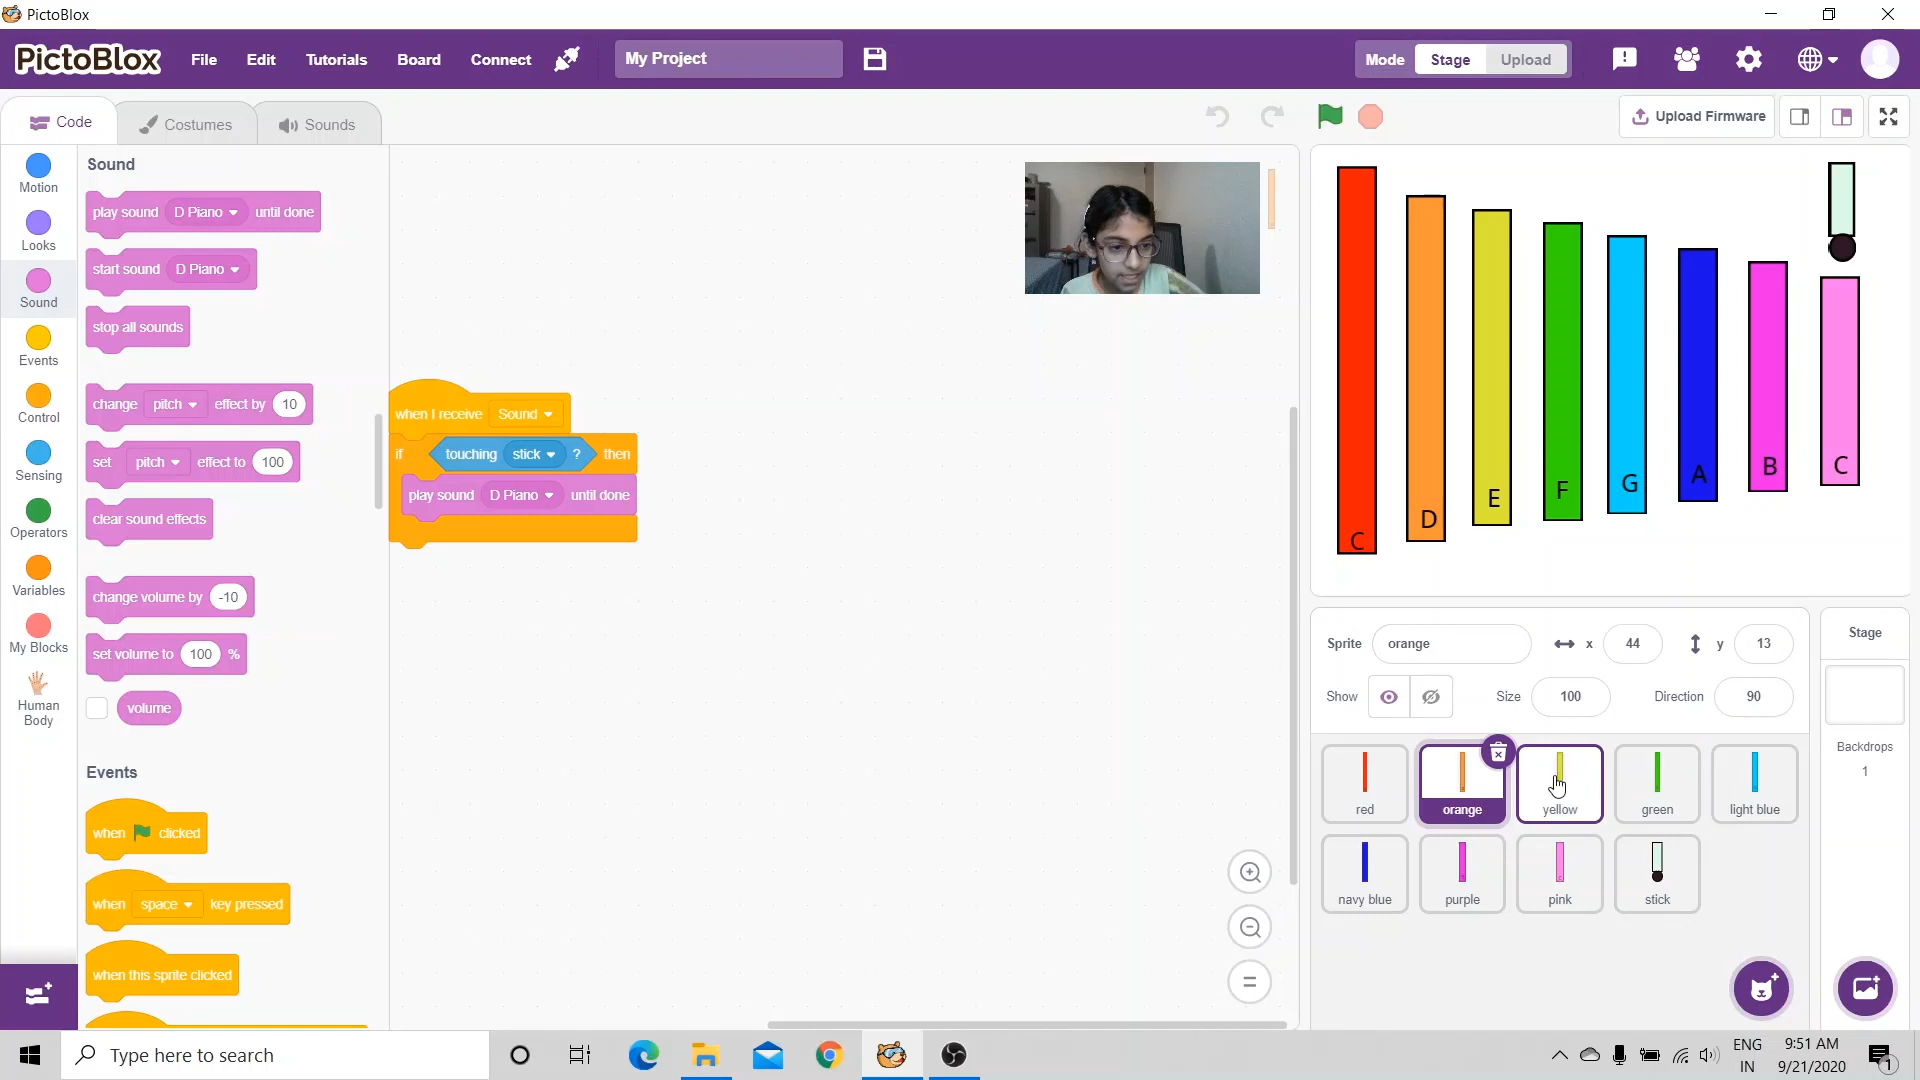 PictoBlox
PictoBlox File Edit Tutorials Board Connect My Project Mode Stage Upload
Code Costumes Sounds Upload Firmware
Motion
Looks
Sound
Events
Control
Sensing
Operators
Variables
My Blocks
Human
Body
Sound
play sound D Piano until done
start sound D Piano
stop all sounds
change pitch effect by 10
set pitch effect to 100
clear sound effects
change volume by -10
set volume to 100 %
volume
Events
when clicked
when space key pressed
when this sprite clicked
when I receive Sound
if touching stick ? then
play sound D Piano until done
C D E F G A B C
Sprite orange x 44 y 13
Show Size 100 Direction 90
red orange yellow green light blue
navy blue purple pink stick
Stage
Backdrops
1
Type here to search
ENG
IN
9:51 AM
9/21/2020
1